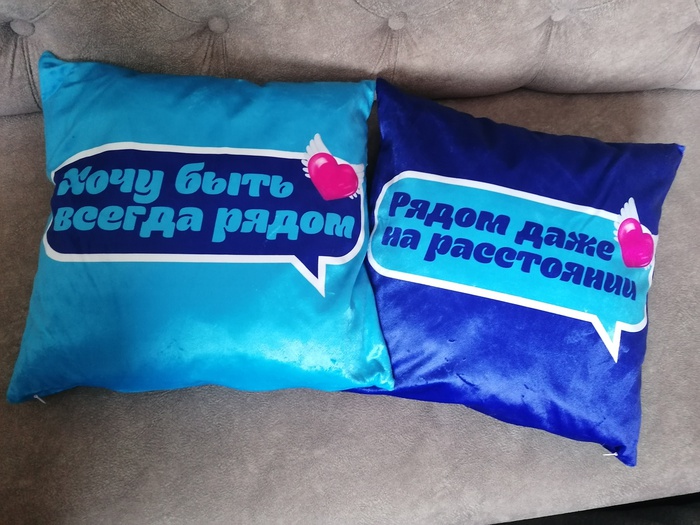 Хочу быть
всегда рядом
Рядом даже
на расстоянии